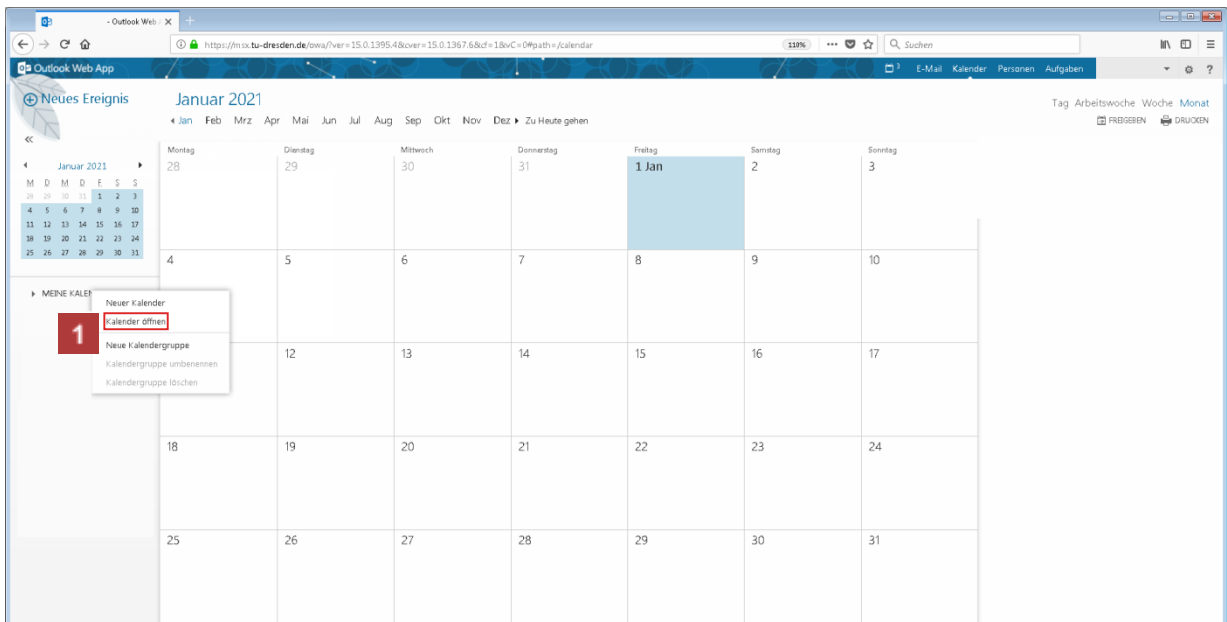 - Outlook Web
https://msx.tu-dresden.de/owa/?ver=15.0.1395.4&cver=15.0.1367.6&cf=1&vC=0#path=/calendar
110%
Suchen
Outlook Web App
3 E-Mail Kalender Personen Aufgaben
?
Neues Ereignis
Januar 2021
Tag Arbeitswoche Woche Monat
Jan Feb Mrz Apr Mai Jun Jul Aug Sep Okt Nov Dez Zu Heute gehen
FREIGEBEN DRUCKEN
«
Januar 2021
M D M D F S S
28 29 30 31 1 2 3
4 5 6 7 8 9 10
11 12 13 14 15 16 17
18 19 20 21 22 23 24
25 26 27 28 29 30 31
MEINE KALEN
Neuer Kalender
Kalender öffnen
1
Neue Kalendergruppe
Kalendergruppe umbenennen
Kalendergruppe löschen
Montag Dienstag Mittwoch Donnerstag Freitag Samstag Sonntag
28 29 30 31 1 Jan 2 3
4 5 6 7 8 9 10
12 13 14 15 16 17
18 19 20 21 22 23 24
25 26 27 28 29 30 31